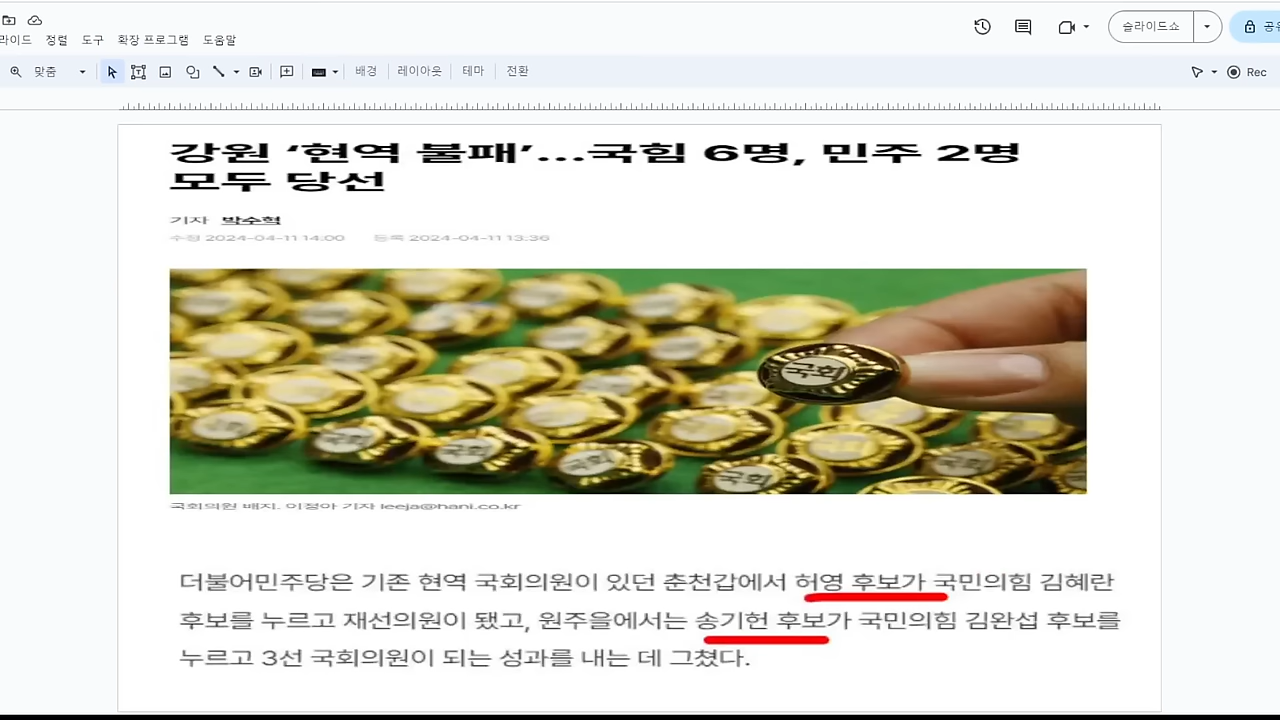 라이드 정렬 도구 확장 프로그램 도움말
슬라이드쇼
공유
맞춤
배경 레이아웃 테마 전환
Rec
강원 ‘현역 불패’…국힘 6명, 민주 2명
모두 당선
기자 박수혁
수정 2024-04-11 14:00 등록 2024-04-11 13:36
국회
국회
국회
국회
국회의원 배지. 이정아 기자 leeja@hani.co.kr
더불어민주당은 기존 현역 국회의원이 있던 춘천갑에서 허영 후보가 국민의힘 김혜란
후보를 누르고 재선의원이 됐고, 원주을에서는 송기헌 후보가 국민의힘 김완섭 후보를
누르고 3선 국회의원이 되는 성과를 내는 데 그쳤다.